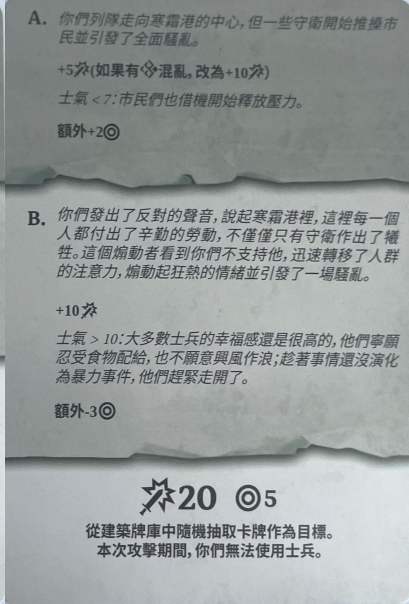 A. 你們列隊走向寒霜港的中心,但一些守衛開始推搡市
民並引發了全面騷亂。
+5(如果有混亂,改為+10)
士氣<7:市民們也借機開始釋放壓力。
額外+2
B. 你們發出了反對的聲音,說起寒霜港裡,這裡每一個
人都付出了辛勤的勞動,不僅僅只有守衛作出了犧
牲。這個煽動者看到你們不支持他,迅速轉移了人群
的注意力,煽動起狂熱的情緒並引發了一場騷亂。
+10
士氣>10:大多數士兵的幸福感還是很高的,他們寧願
忍受食物配給,也不願意興風作浪;趁著事情還沒演化
為暴力事件,他們趕緊走開了。
額外-3
20 5
從建築牌庫中隨機抽取卡牌作為目標。
本次攻擊期間,你們無法使用士兵。